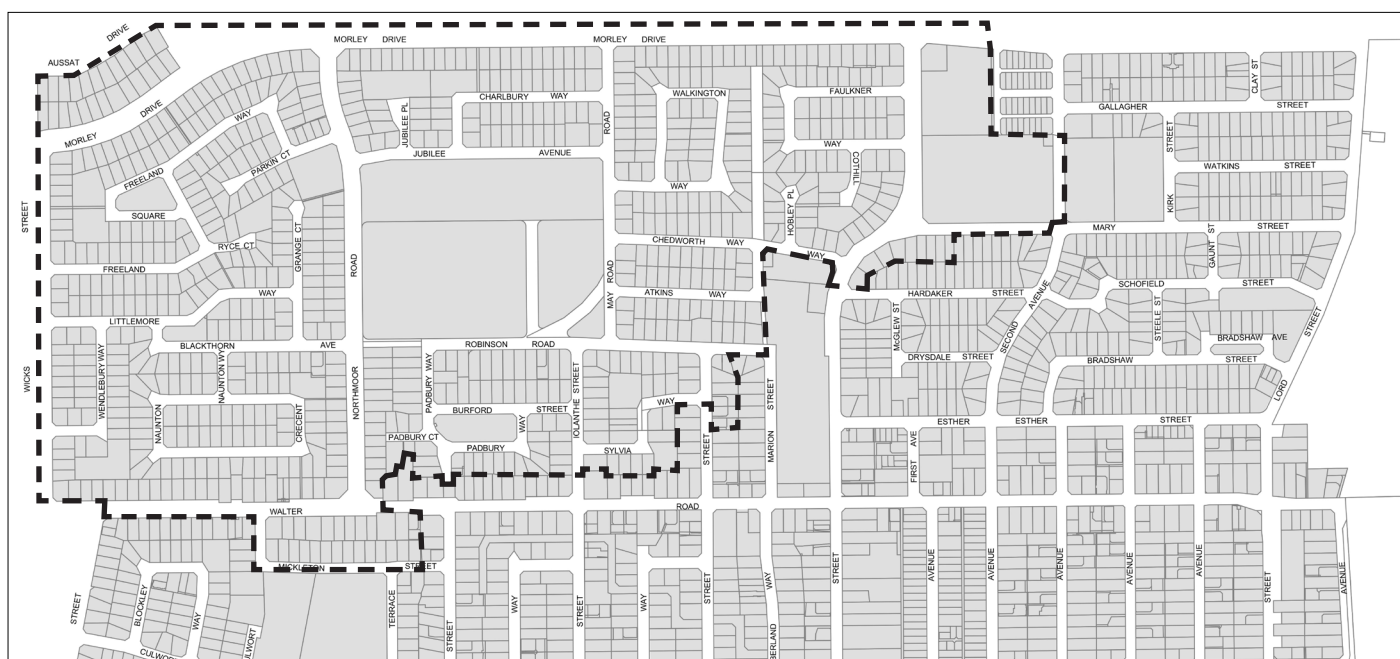 AUSSAT DRIVE
MORLEY DRIVE
MORLEY DRIVE
CLAY ST
CHARLBURY WAY
WALKINGTON
FAULKNER
GALLAGHER STREET
MORLEY DRIVE
WAY
JUBILEE PL
ROAD
STREET
JUBILEE AVENUE
WAY
PARKIN CT
COTHILL
WATKINS STREET
FREELAND
WAY
HOBLEY PL
KIRK
STREET
SQUARE
GRANGE CT
MARY STREET
RYCE CT
CHEDWORTH WAY
WAY
GAUNT ST
FREELAND
ROAD
ROAD
SCHOFIELD STREET
WAY
MAY
ATKINS WAY
HARDAKER STREET
AVENUE
LITTLEMORE
McGLEW ST
STEELE ST
STREET
BLACKTHORN AVE
ROBINSON ROAD
SECOND
BRADSHAW AVE
WENDLEBURY WAY
NAUNTON WY
PADBURY WAY
DRYSDALE STREET
BRADSHAW STREET
WICKS
NORTHMOOR
IOLANTHE STREET
STREET
LORD
WAY
BURFORD STREET
NAUNTON
CRECENT
WAY
ESTHER
ESTHER STREET
PADBURY CT
PADBURY
SYLVIA
STREET
MARION
FIRST AVE
WALTER ROAD
MICKLETON STREET
STREET
BLOCKLEY
WAY
TERRACE
STREET
WAY
STREET
WAY
STREET
WAY
STREET
AVENUE
AVENUE
AVENUE
AVENUE
AVENUE
STREET
AVENUE